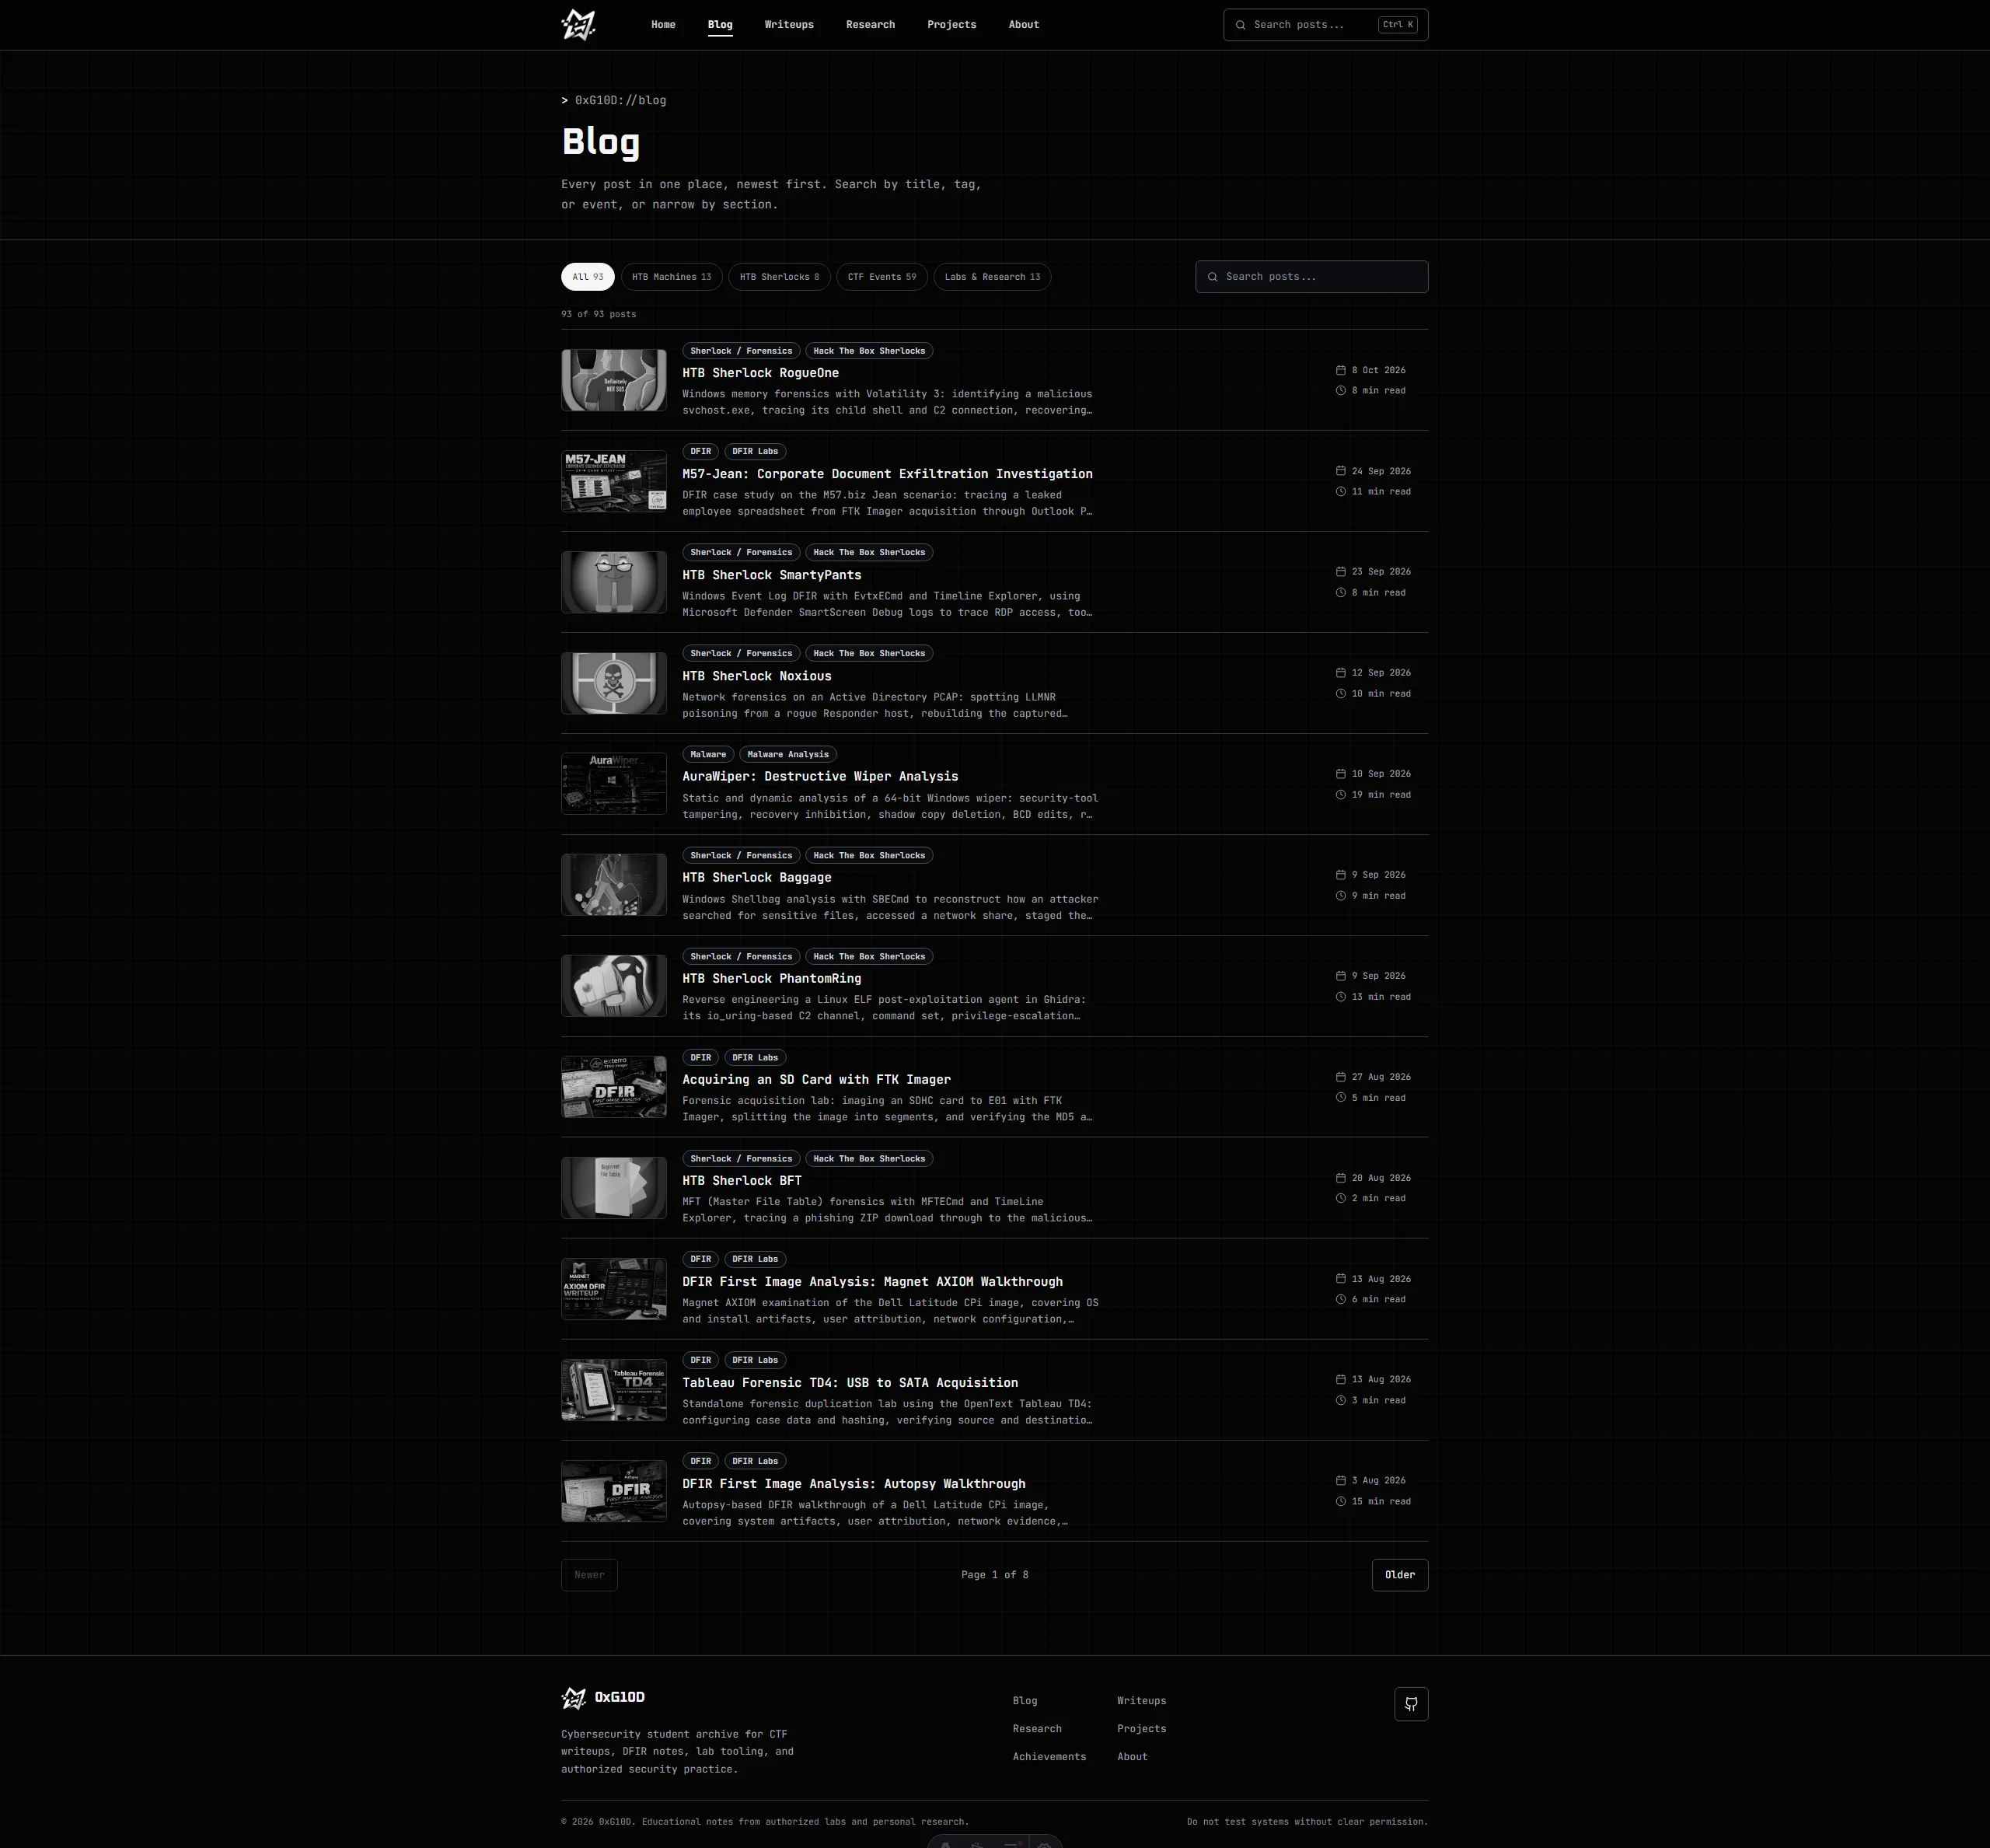 Home Blog Writeups Research Projects About Search posts... Ctrl K
> 0xG10D://blog
Blog
Every post in one place, newest first. Search by title, tag,
or event, or narrow by section.
All 93 HTB Machines 13 HTB Sherlocks 8 CTF Events 59 Labs & Research 13 Search posts...
93 of 93 posts
Definitely
NOT SUS
Sherlock / Forensics Hack The Box Sherlocks
HTB Sherlock RogueOne
Windows memory forensics with Volatility 3: identifying a malicious
svchost.exe, tracing its child shell and C2 connection, recovering…
8 Oct 2026
8 min read
M57-JEAN
DFIR DFIR Labs
M57-Jean: Corporate Document Exfiltration Investigation
DFIR case study on the M57.biz Jean scenario: tracing a leaked
employee spreadsheet from FTK Imager acquisition through Outlook P…
24 Sep 2026
11 min read
Sherlock / Forensics Hack The Box Sherlocks
HTB Sherlock SmartyPants
Windows Event Log DFIR with EvtxECmd and Timeline Explorer, using
Microsoft Defender SmartScreen Debug logs to trace RDP access, too…
23 Sep 2026
8 min read
Sherlock / Forensics Hack The Box Sherlocks
HTB Sherlock Noxious
Network forensics on an Active Directory PCAP: spotting LLMNR
poisoning from a rogue Responder host, rebuilding the captured…
12 Sep 2026
10 min read
AuraWiper
Malware Malware Analysis
AuraWiper: Destructive Wiper Analysis
Static and dynamic analysis of a 64-bit Windows wiper: security-tool
tampering, recovery inhibition, shadow copy deletion, BCD edits, r…
10 Sep 2026
19 min read
Sherlock / Forensics Hack The Box Sherlocks
HTB Sherlock Baggage
Windows Shellbag analysis with SBECmd to reconstruct how an attacker
searched for sensitive files, accessed a network share, staged the…
9 Sep 2026
9 min read
Sherlock / Forensics Hack The Box Sherlocks
HTB Sherlock PhantomRing
Reverse engineering a Linux ELF post-exploitation agent in Ghidra:
its io_uring-based C2 channel, command set, privilege-escalation…
9 Sep 2026
13 min read
exterro
DFIR
FIRST IMAGE ANALYSIS
DFIR DFIR Labs
Acquiring an SD Card with FTK Imager
Forensic acquisition lab: imaging an SDHC card to E01 with FTK
Imager, splitting the image into segments, and verifying the MD5 a…
27 Aug 2026
5 min read
Sherlock / Forensics Hack The Box Sherlocks
HTB Sherlock BFT
MFT (Master File Table) forensics with MFTECmd and TimeLine
Explorer, tracing a phishing ZIP download through to the malicious…
20 Aug 2026
2 min read
MAGNET
AXIOM DFIR
WRITEUP
DFIR DFIR Labs
DFIR First Image Analysis: Magnet AXIOM Walkthrough
Magnet AXIOM examination of the Dell Latitude CPi image, covering OS
and install artifacts, user attribution, network configuration,…
13 Aug 2026
6 min read
Tableau Forensic
TD4
DFIR DFIR Labs
Tableau Forensic TD4: USB to SATA Acquisition
Standalone forensic duplication lab using the OpenText Tableau TD4:
configuring case data and hashing, verifying source and destinatio…
13 Aug 2026
3 min read
DFIR
FIRST IMAGE ANALYSIS
DFIR DFIR Labs
DFIR First Image Analysis: Autopsy Walkthrough
Autopsy-based DFIR walkthrough of a Dell Latitude CPi image,
covering system artifacts, user attribution, network evidence,…
3 Aug 2026
15 min read
Newer Page 1 of 8 Older
0xG10D
Cybersecurity student archive for CTF
writeups, DFIR notes, lab tooling, and
authorized security practice.
Blog Writeups
Research Projects
Achievements About
© 2026 0xG10D. Educational notes from authorized labs and personal research. Do not test systems without clear permission.